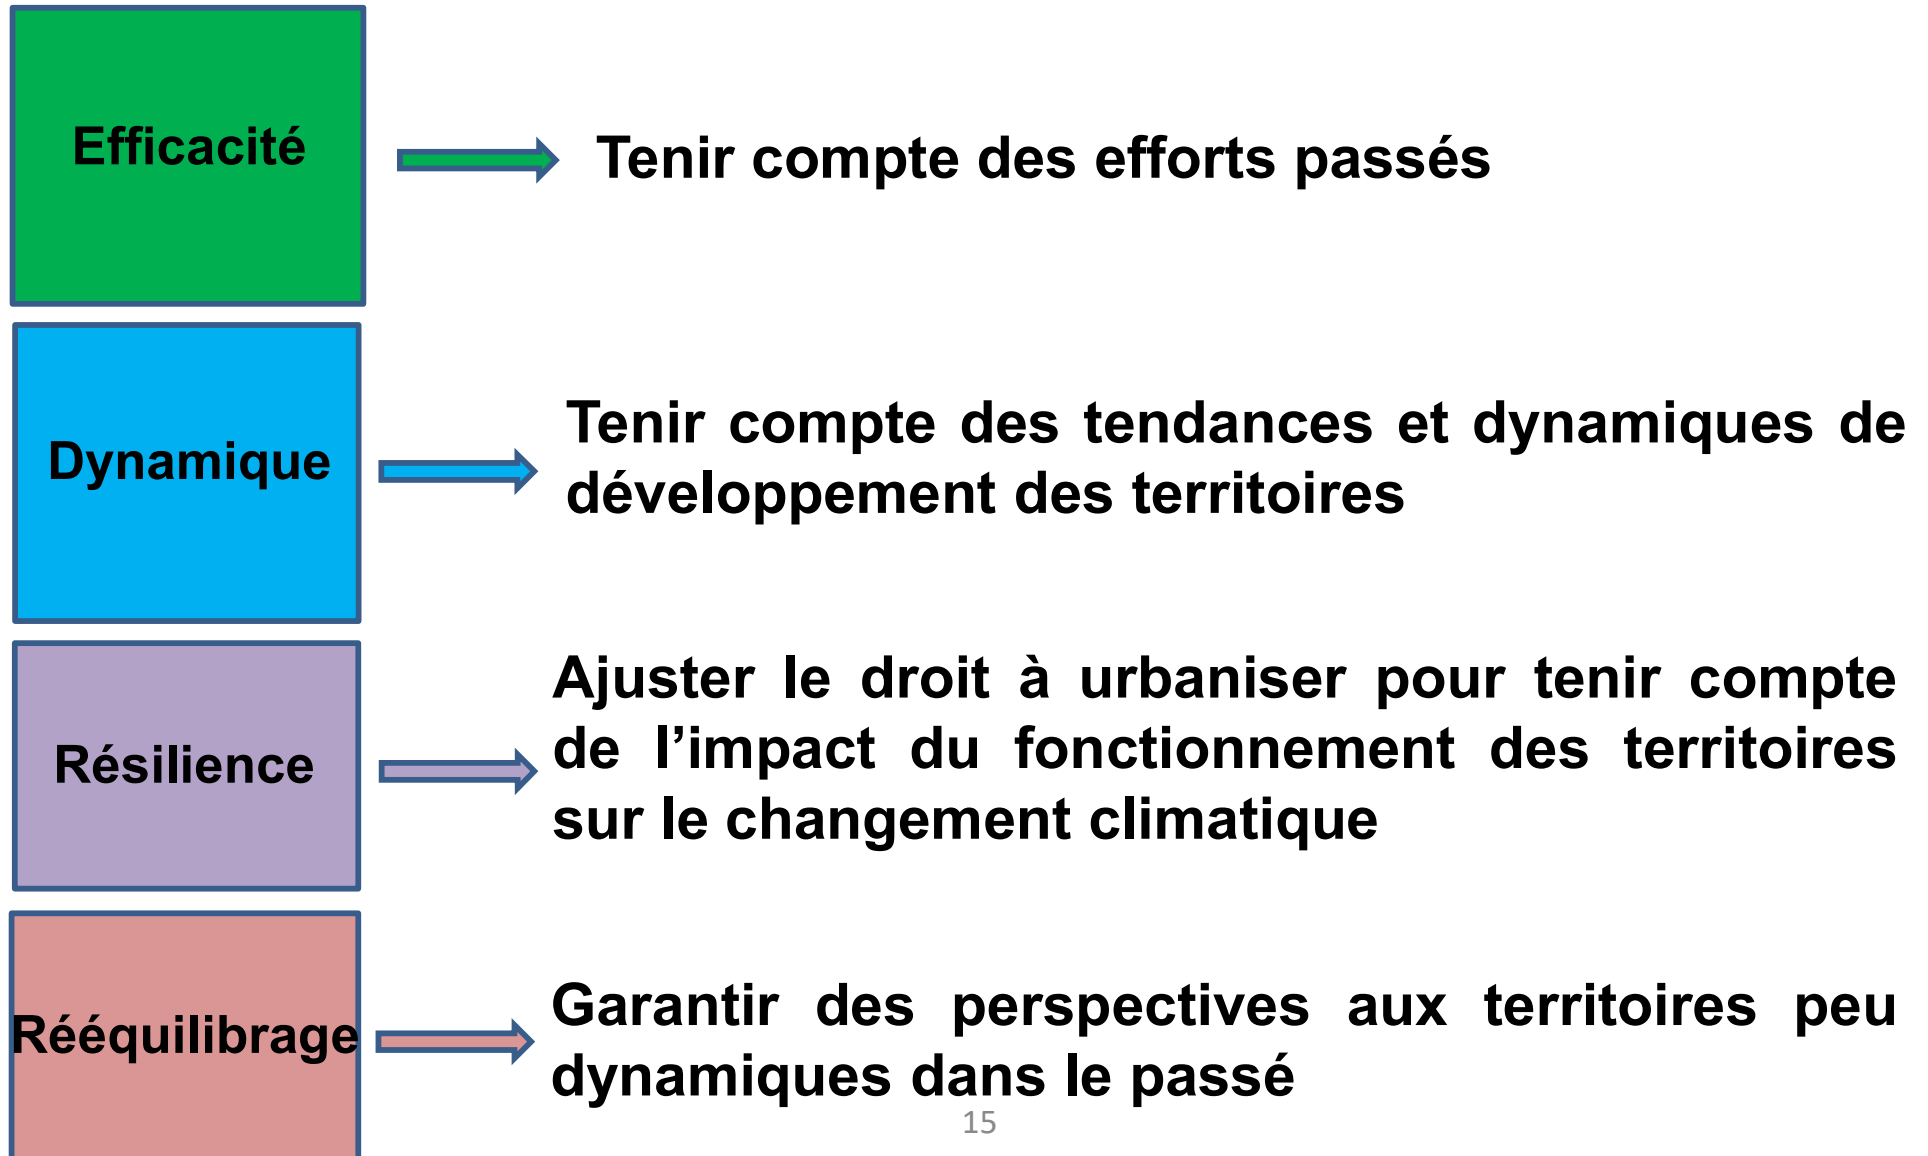 Efficacité
Tenir compte des efforts passés
Dynamique
Tenir compte des tendances et dynamiques de
développement des territoires
Résilience
Ajuster le droit à urbaniser pour tenir compte
de l’impact du fonctionnement des territoires
sur le changement climatique
Rééquilibrage
Garantir des perspectives aux territoires peu
dynamiques dans le passé
15